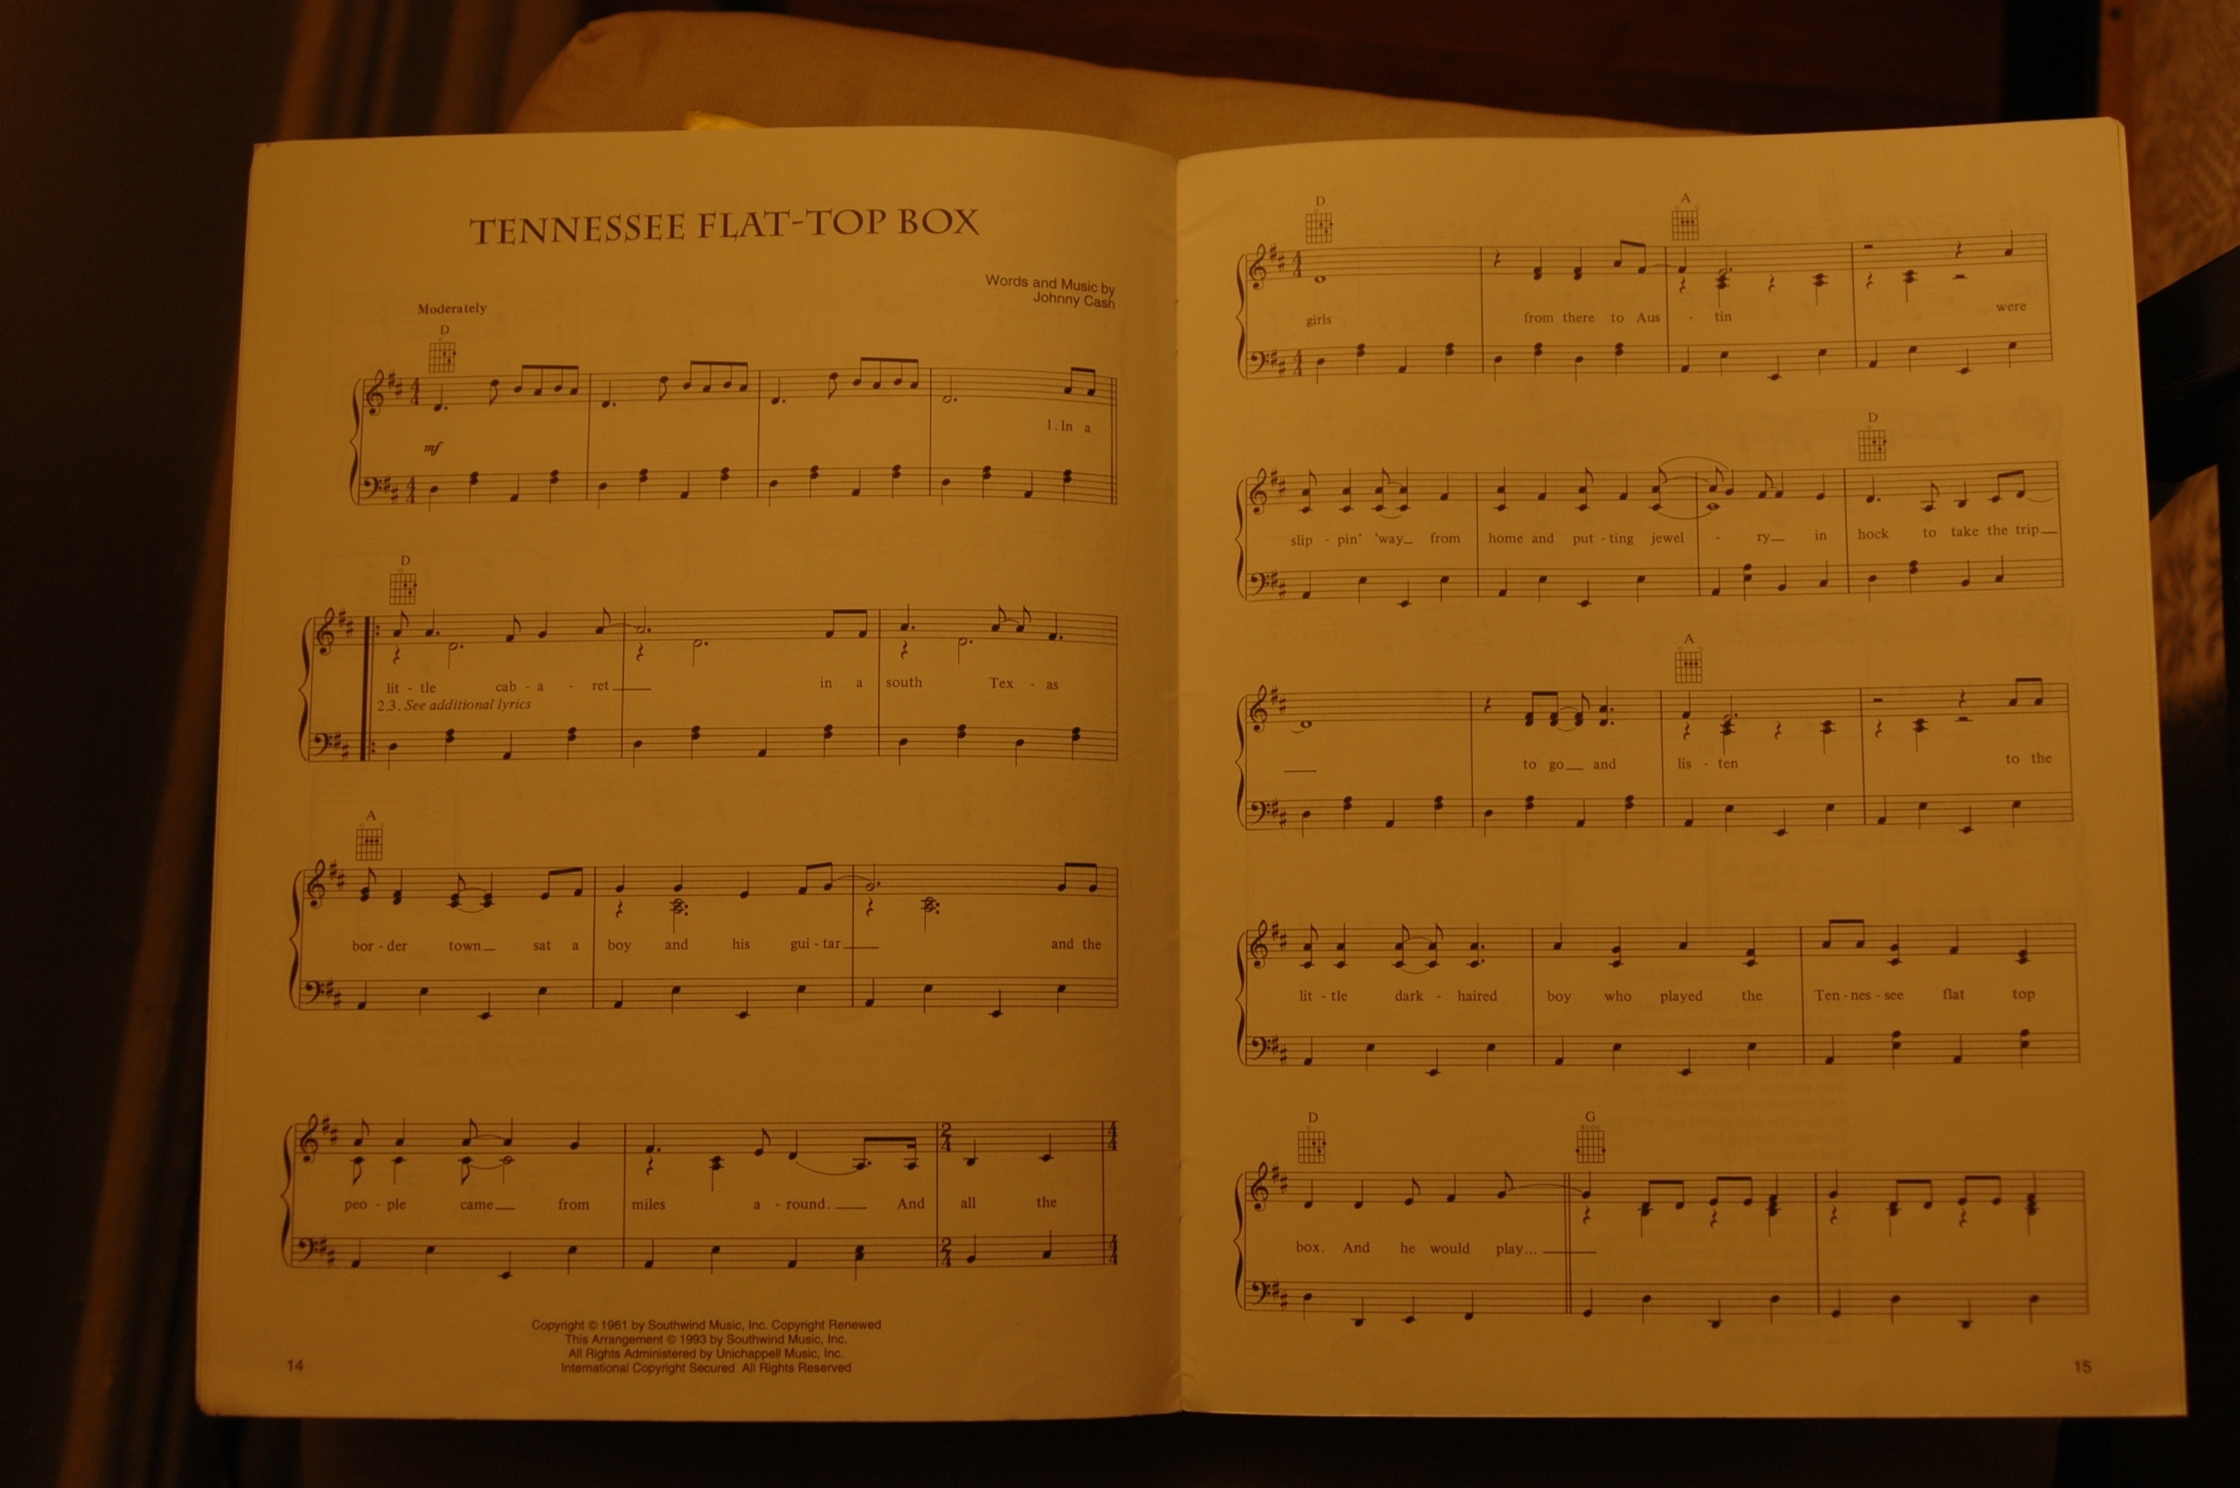 TENNESSEE FLAT-TOP BOX
Words and Music by
Johnny Cash
Moderately
D
mf
1. In a
D
lit - tle cab - a - ret in a south Tex - as
2.3. See additional lyrics
A
bor - der town sat a boy and his gui - tar and the
peo - ple came from miles a - round. And all the
Copyright © 1961 by Southwind Music, Inc. Copyright Renewed
This Arrangement © 1993 by Southwind Music, Inc.
All Rights Administered by Unichappell Music, Inc.
International Copyright Secured All Rights Reserved
14
D A
girls from there to Aus - tin were
D
slip - pin' 'way from home and put - ting jewel - ry in hock to take the trip
A
to go and lis - ten to the
lit - tle dark - haired boy who played the Ten - nes - see flat top
D G
box. And he would play...
15